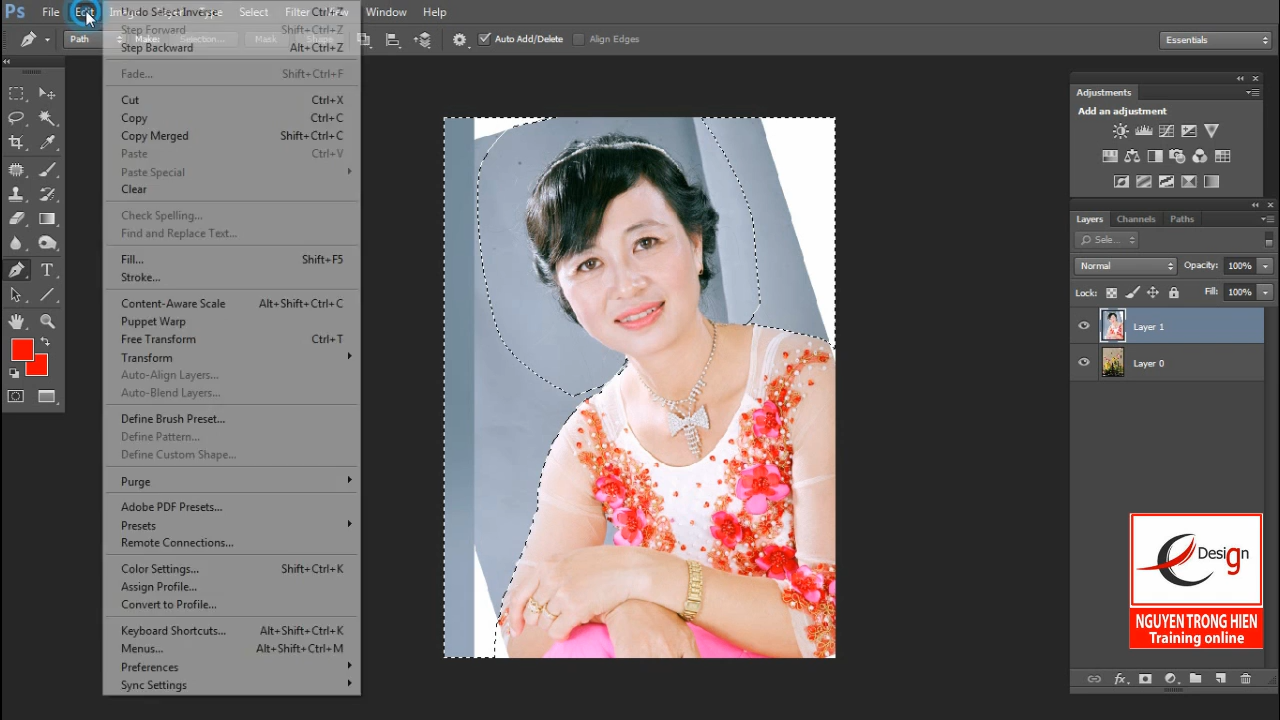 Ps File Edit Select Filter Window Help
Path Make: Selection... Mask Auto Add/Delete Align Edges Essentials
Undo Select Inverse Ctrl+Z
Step Forward Shift+Ctrl+Z
Step Backward Alt+Ctrl+Z
Fade... Shift+Ctrl+F
Cut Ctrl+X
Copy Ctrl+C
Copy Merged Shift+Ctrl+C
Paste Ctrl+V
Paste Special
Clear
Check Spelling...
Find and Replace Text...
Fill... Shift+F5
Stroke...
Content-Aware Scale Alt+Shift+Ctrl+C
Puppet Warp
Free Transform Ctrl+T
Transform
Auto-Align Layers...
Auto-Blend Layers...
Define Brush Preset...
Define Pattern...
Define Custom Shape...
Purge
Adobe PDF Presets...
Presets
Remote Connections...
Color Settings... Shift+Ctrl+K
Assign Profile...
Convert to Profile...
Keyboard Shortcuts... Alt+Shift+Ctrl+K
Menus... Alt+Shift+Ctrl+M
Preferences
Sync Settings
Adjustments
Add an adjustment
Layers Channels Paths
Sele...
Normal Opacity: 100%
Lock: Fill: 100%
Layer 1
Layer 0
Design
NGUYEN TRONG HIEN
Training online